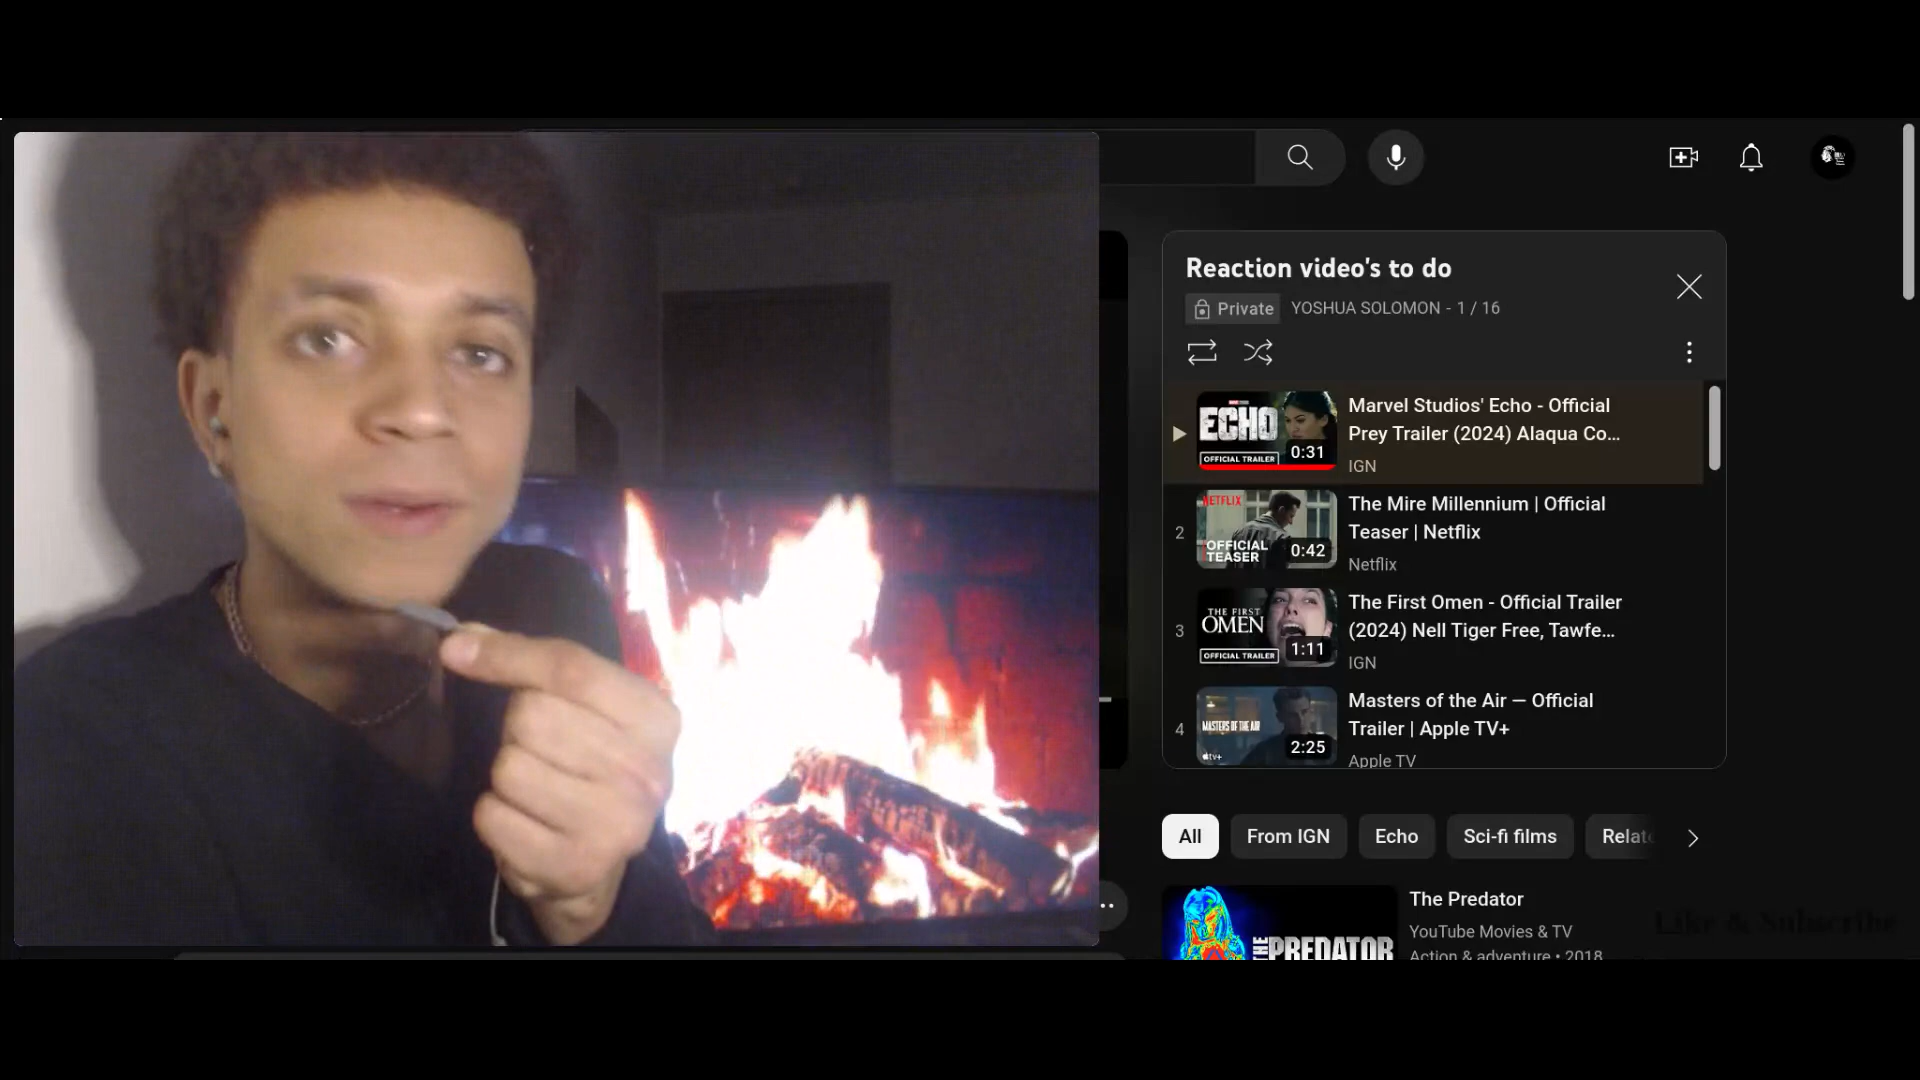 Reaction video's to do
Private YOSHUA SOLOMON - 1 / 16
ECHO
OFFICIAL TRAILER
0:31
Marvel Studios' Echo - Official
Prey Trailer (2024) Alaqua Co...
IGN
2
NETFLIX
OFFICIAL
TEASER
0:42
The Mire Millennium | Official
Teaser | Netflix
Netflix
3
THE FIRST
OMEN
OFFICIAL TRAILER
1:11
The First Omen - Official Trailer
(2024) Nell Tiger Free, Tawfe...
IGN
4
MASTERS OF THE AIR
tv+
2:25
Masters of the Air — Official
Trailer | Apple TV+
Apple TV
All From IGN Echo Sci-fi films Relate
THE PREDATOR
The Predator
YouTube Movies & TV
Action & adventure • 2018
Like & Subscribe